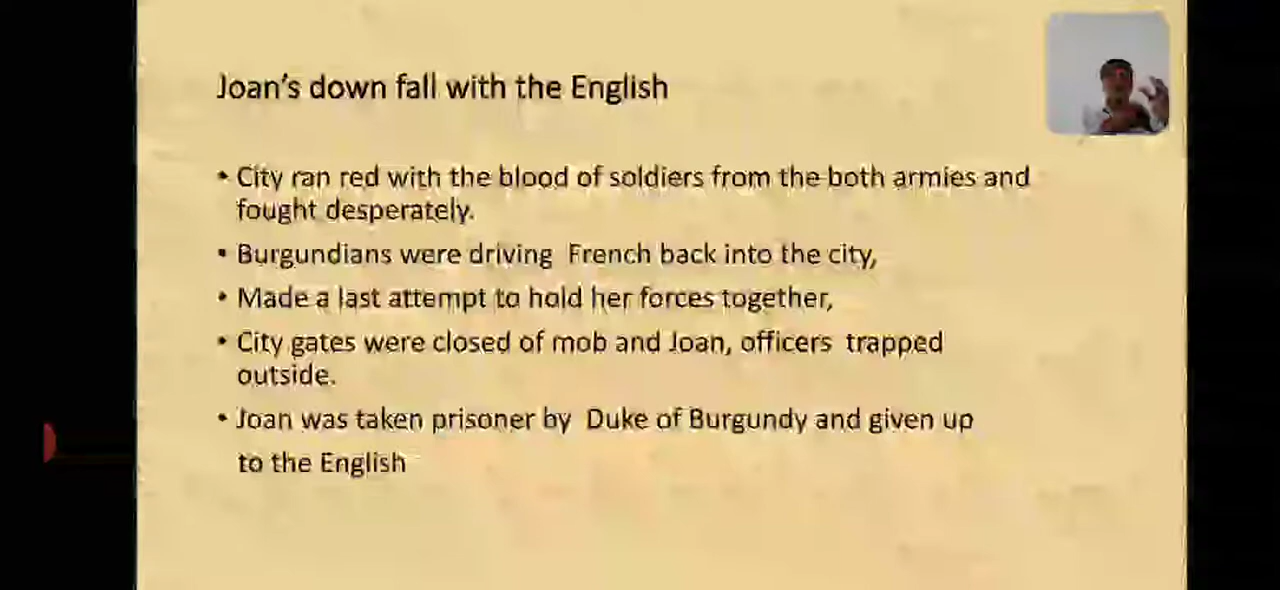 Joan's down fall with the English
• City ran red with the blood of soldiers from the both armies and
fought desperately.
• Burgundians were driving French back into the city,
• Made a last attempt to hold her forces together,
• City gates were closed of mob and Joan, officers trapped
outside.
• Joan was taken prisoner by Duke of Burgundy and given up
to the English